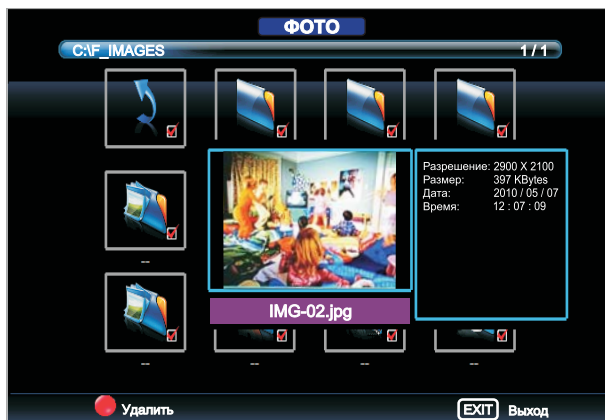 ФОТО
C:\F_IMAGES 1 / 1
Разрешение: 2900 X 2100
Размер: 397 KBytes
Дата: 2010 / 05 / 07
Время: 12 : 07 : 09
--
IMG-02.jpg
-- -- -- --
Удалить EXIT Выход